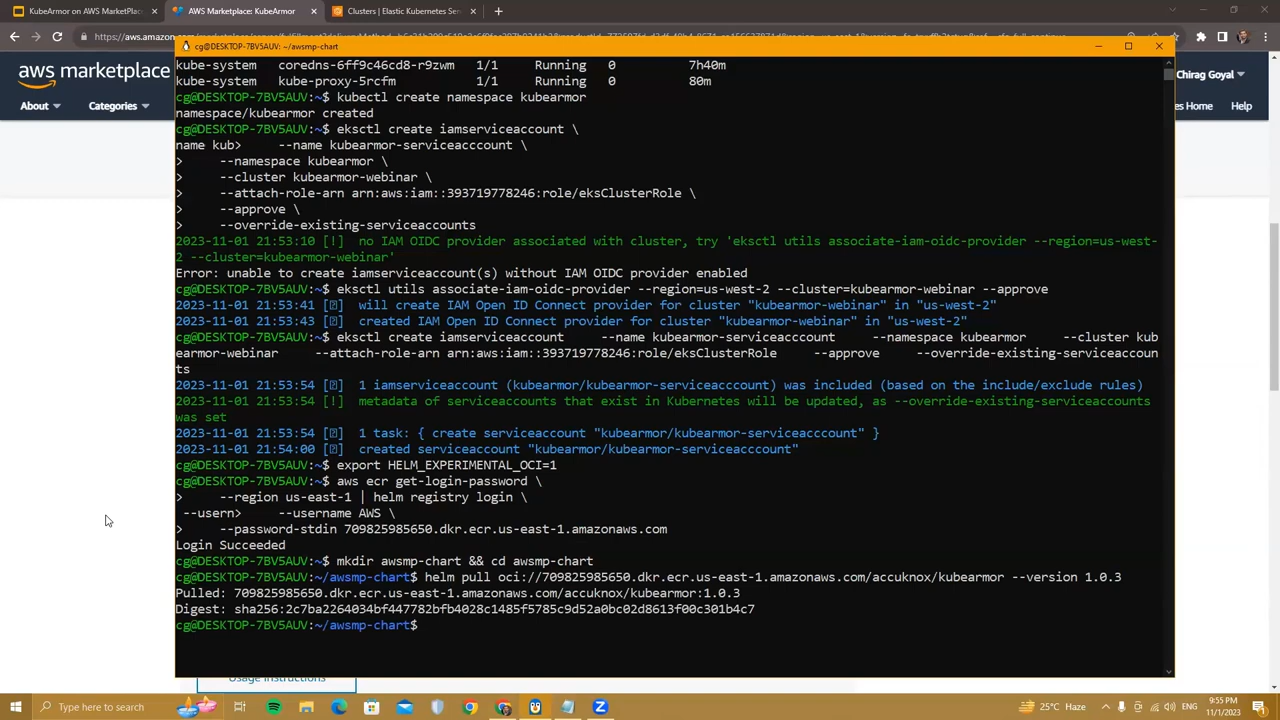 KubeArmor on AWS Marketplace
AWS Marketplace: KubeArmor
Clusters | Elastic Kubernetes Ser
https://aws.amazon.com/marketplace
cg@DESKTOP-7BV5AUV: ~/awsmp-chart
aws marketplace
About
Categories
Chirag Goyal
Us
Help
kube-system   coredns-6ff9c46cd8-r9zwm   1/1     Running   0          7h40m
kube-system   kube-proxy-5rcfm           1/1     Running   0          80m
cg@DESKTOP-7BV5AUV:~$ kubectl create namespace kubearmor
namespace/kubearmor created
cg@DESKTOP-7BV5AUV:~$ eksctl create iamserviceaccount \
name kub>     --name kubearmor-serviceacccount \
>     --namespace kubearmor \
>     --cluster kubearmor-webinar \
>     --attach-role-arn arn:aws:iam::393719778246:role/eksClusterRole \
>     --approve \
>     --override-existing-serviceaccounts
2023-11-01 21:53:10 [!]  no IAM OIDC provider associated with cluster, try 'eksctl utils associate-iam-oidc-provider --region=us-west-
2 --cluster=kubearmor-webinar'
Error: unable to create iamserviceaccount(s) without IAM OIDC provider enabled
cg@DESKTOP-7BV5AUV:~$ eksctl utils associate-iam-oidc-provider --region=us-west-2 --cluster=kubearmor-webinar --approve
2023-11-01 21:53:41 [?]  will create IAM Open ID Connect provider for cluster "kubearmor-webinar" in "us-west-2"
2023-11-01 21:53:43 [?]  created IAM Open ID Connect provider for cluster "kubearmor-webinar" in "us-west-2"
cg@DESKTOP-7BV5AUV:~$ eksctl create iamserviceaccount     --name kubearmor-serviceacccount     --namespace kubearmor     --cluster kub
earmor-webinar     --attach-role-arn arn:aws:iam::393719778246:role/eksClusterRole     --approve     --override-existing-serviceaccoun
ts
2023-11-01 21:53:54 [?]  1 iamserviceaccount (kubearmor/kubearmor-serviceacccount) was included (based on the include/exclude rules)
2023-11-01 21:53:54 [!]  metadata of serviceaccounts that exist in Kubernetes will be updated, as --override-existing-serviceaccounts
was set
2023-11-01 21:53:54 [?]  1 task: { create serviceaccount "kubearmor/kubearmor-serviceacccount" }
2023-11-01 21:54:00 [?]  created serviceaccount "kubearmor/kubearmor-serviceacccount"
cg@DESKTOP-7BV5AUV:~$ export HELM_EXPERIMENTAL_OCI=1
cg@DESKTOP-7BV5AUV:~$ aws ecr get-login-password \
>     --region us-east-1 | helm registry login \
 --usern>     --username AWS \
>     --password-stdin 709825985650.dkr.ecr.us-east-1.amazonaws.com
Login Succeeded
cg@DESKTOP-7BV5AUV:~$ mkdir awsmp-chart && cd awsmp-chart
cg@DESKTOP-7BV5AUV:~/awsmp-chart$ helm pull oci://709825985650.dkr.ecr.us-east-1.amazonaws.com/accuknox/kubearmor --version 1.0.3
Pulled: 709825985650.dkr.ecr.us-east-1.amazonaws.com/accuknox/kubearmor:1.0.3
Digest: sha256:2c7ba2264034bf447782bfb4028c1485f5785c9d52a0bc02d8613f00c301b4c7
cg@DESKTOP-7BV5AUV:~/awsmp-chart$
Usage instructions
Type here to search
25°C Haze
9:55 PM
11/1/2023